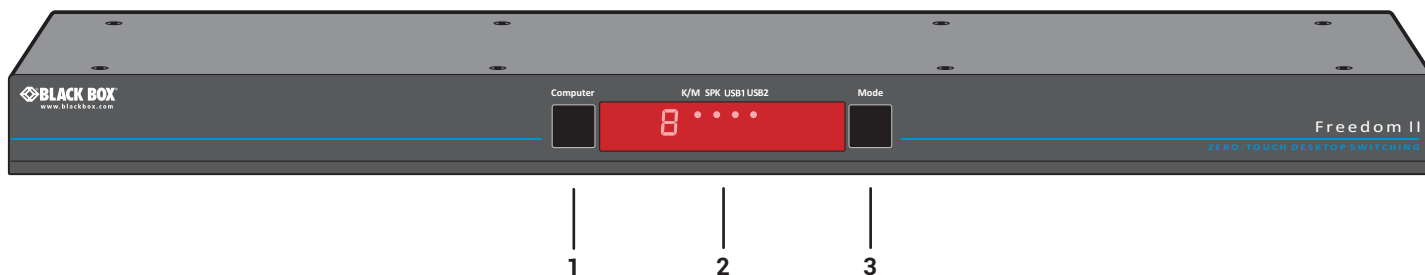 BLACK BOX
www.blackbox.com
Computer
K/M SPK USB1 USB2
Mode
8
Freedom II
ZERO-TOUCH DESKTOP SWITCHING
1 2 3